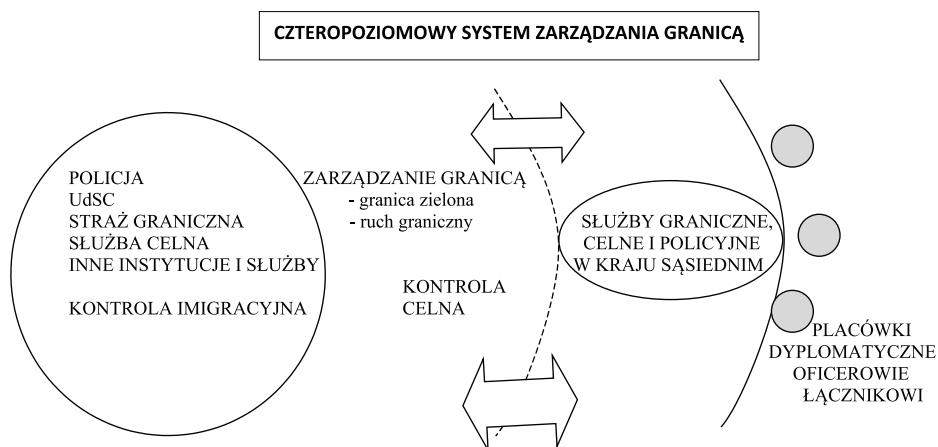 CZTEROPOZIOMOWY SYSTEM ZARZĄDZANIA GRANICĄ
POLICJA
UdSC
STRAŻ GRANICZNA
SŁUŻBA CELNA
INNE INSTYTUCJE I SŁUŻBY
KONTROLA IMIGRACYJNA
ZARZĄDZANIE GRANICĄ
- granica zielona
- ruch graniczny
KONTROLA
CELNA
SŁUŻBY GRANICZNE,
CELNE I POLICYJNE
W KRAJU SĄSIEDNIM
PLACÓWKI
DYPLOMATYCZNE
OFICEROWIE
ŁĄCZNIKOWI